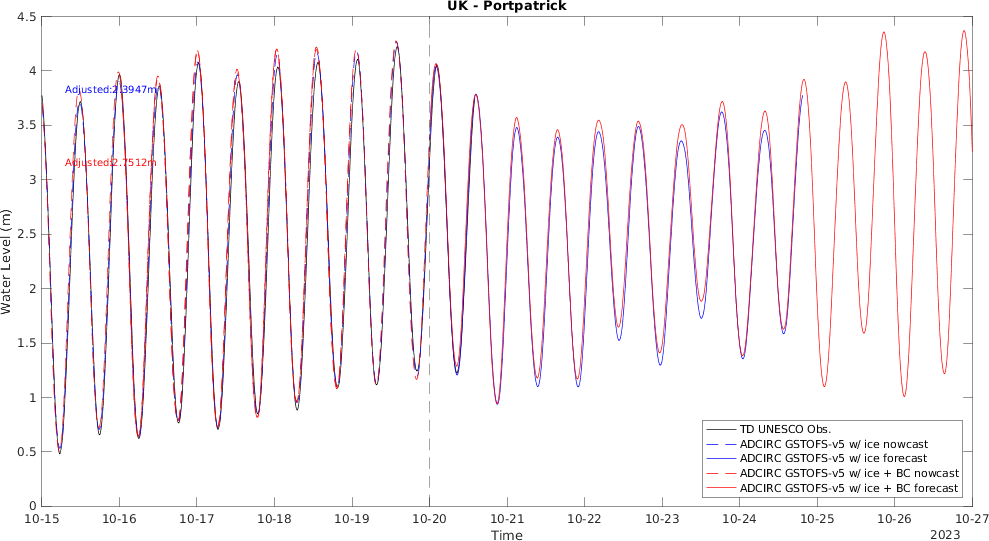 UK - Portpatrick
4.5
4
3.5
3
2.5
2
1.5
1
0.5
0
Water Level (m)
Adjusted:2.3947m
Adjusted:2.7512m
TD UNESCO Obs.
ADCIRC GSTOFS-v5 w/ ice nowcast
ADCIRC GSTOFS-v5 w/ ice forecast
ADCIRC GSTOFS-v5 w/ ice + BC nowcast
ADCIRC GSTOFS-v5 w/ ice + BC forecast
10-15 10-16 10-17 10-18 10-19 10-20 10-21 10-22 10-23 10-24 10-25 10-26 10-27
Time
2023